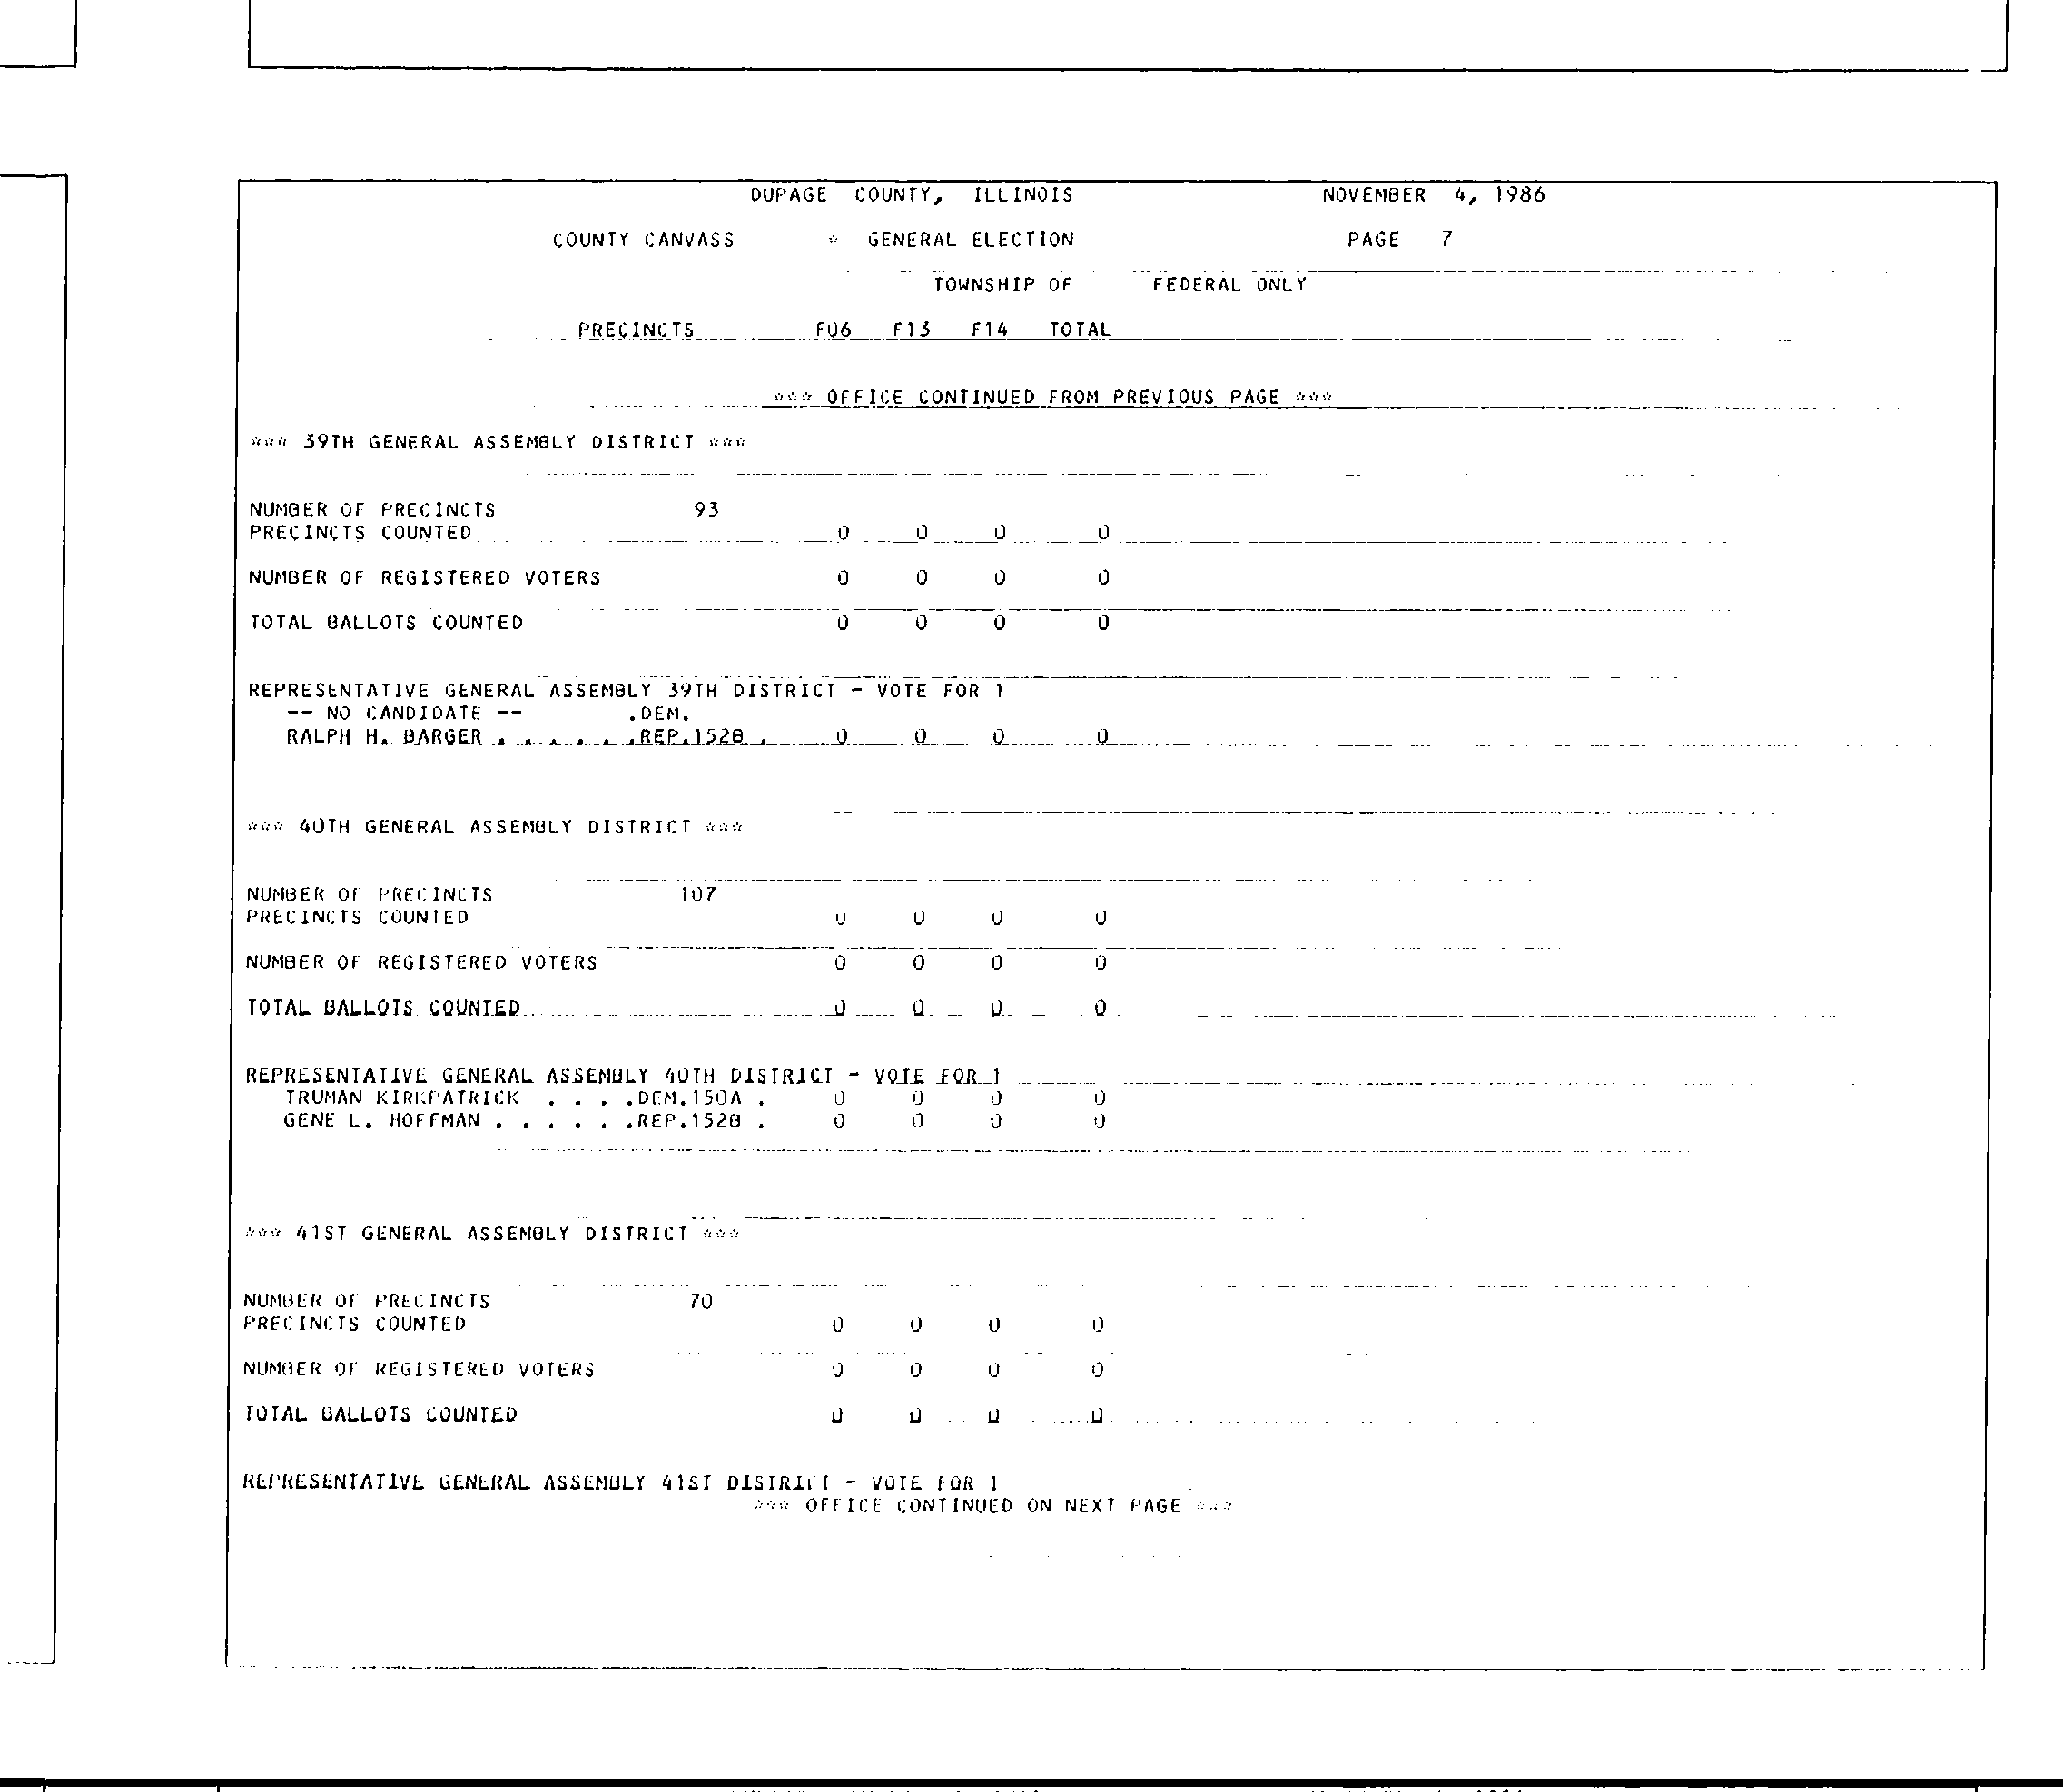 DUPAGE COUNTY, ILLINOIS NOVEMBER 4, 1986
COUNTY CANVASS * GENERAL ELECTION PAGE 7
TOWNSHIP OF FEDERAL ONLY
PRECINCTS F06 F13 F14 TOTAL
*** OFFICE CONTINUED FROM PREVIOUS PAGE ***
*** 39TH GENERAL ASSEMBLY DISTRICT ***
NUMBER OF PRECINCTS 93
PRECINCTS COUNTED 0 0 0 0
NUMBER OF REGISTERED VOTERS 0 0 0 0
TOTAL BALLOTS COUNTED 0 0 0 0
REPRESENTATIVE GENERAL ASSEMBLY 39TH DISTRICT - VOTE FOR 1
-- NO CANDIDATE -- .DEM.
RALPH H. BARGER . . . . . .REP.152B . 0 0 0 0
*** 40TH GENERAL ASSEMBLY DISTRICT ***
NUMBER OF PRECINCTS 107
PRECINCTS COUNTED 0 0 0 0
NUMBER OF REGISTERED VOTERS 0 0 0 0
TOTAL BALLOTS COUNTED 0 0 0 0
REPRESENTATIVE GENERAL ASSEMBLY 40TH DISTRICT - VOTE FOR 1
TRUMAN KIRKPATRICK . . . .DEM.150A . 0 0 0 0
GENE L. HOFFMAN . . . . . .REP.152B . 0 0 0 0
*** 41ST GENERAL ASSEMBLY DISTRICT ***
NUMBER OF PRECINCTS 70
PRECINCTS COUNTED 0 0 0 0
NUMBER OF REGISTERED VOTERS 0 0 0 0
TOTAL BALLOTS COUNTED 0 0 0 0
REPRESENTATIVE GENERAL ASSEMBLY 41ST DISTRICT - VOTE FOR 1
*** OFFICE CONTINUED ON NEXT PAGE ***